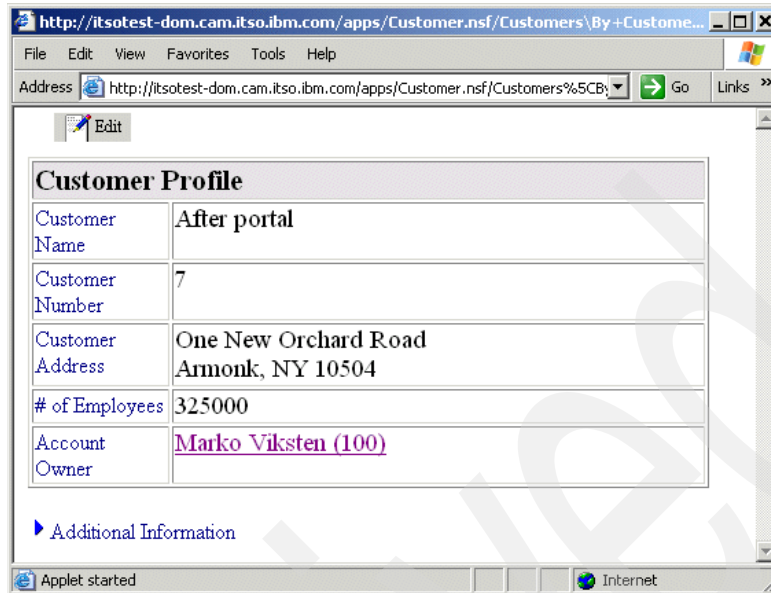 http://itsotest-dom.cam.itso.ibm.com/apps/Customer.nsf/Customers\By+Custome...
File Edit View Favorites Tools Help
Address http://itsotest-dom.cam.itso.ibm.com/apps/Customer.nsf/Customers%5CBy Go Links »
Edit
Customer Profile
Customer Name After portal
Customer Number 7
Customer Address One New Orchard Road
Armonk, NY 10504
# of Employees 325000
Account Owner Marko Viksten (100)
Additional Information
Applet started Internet